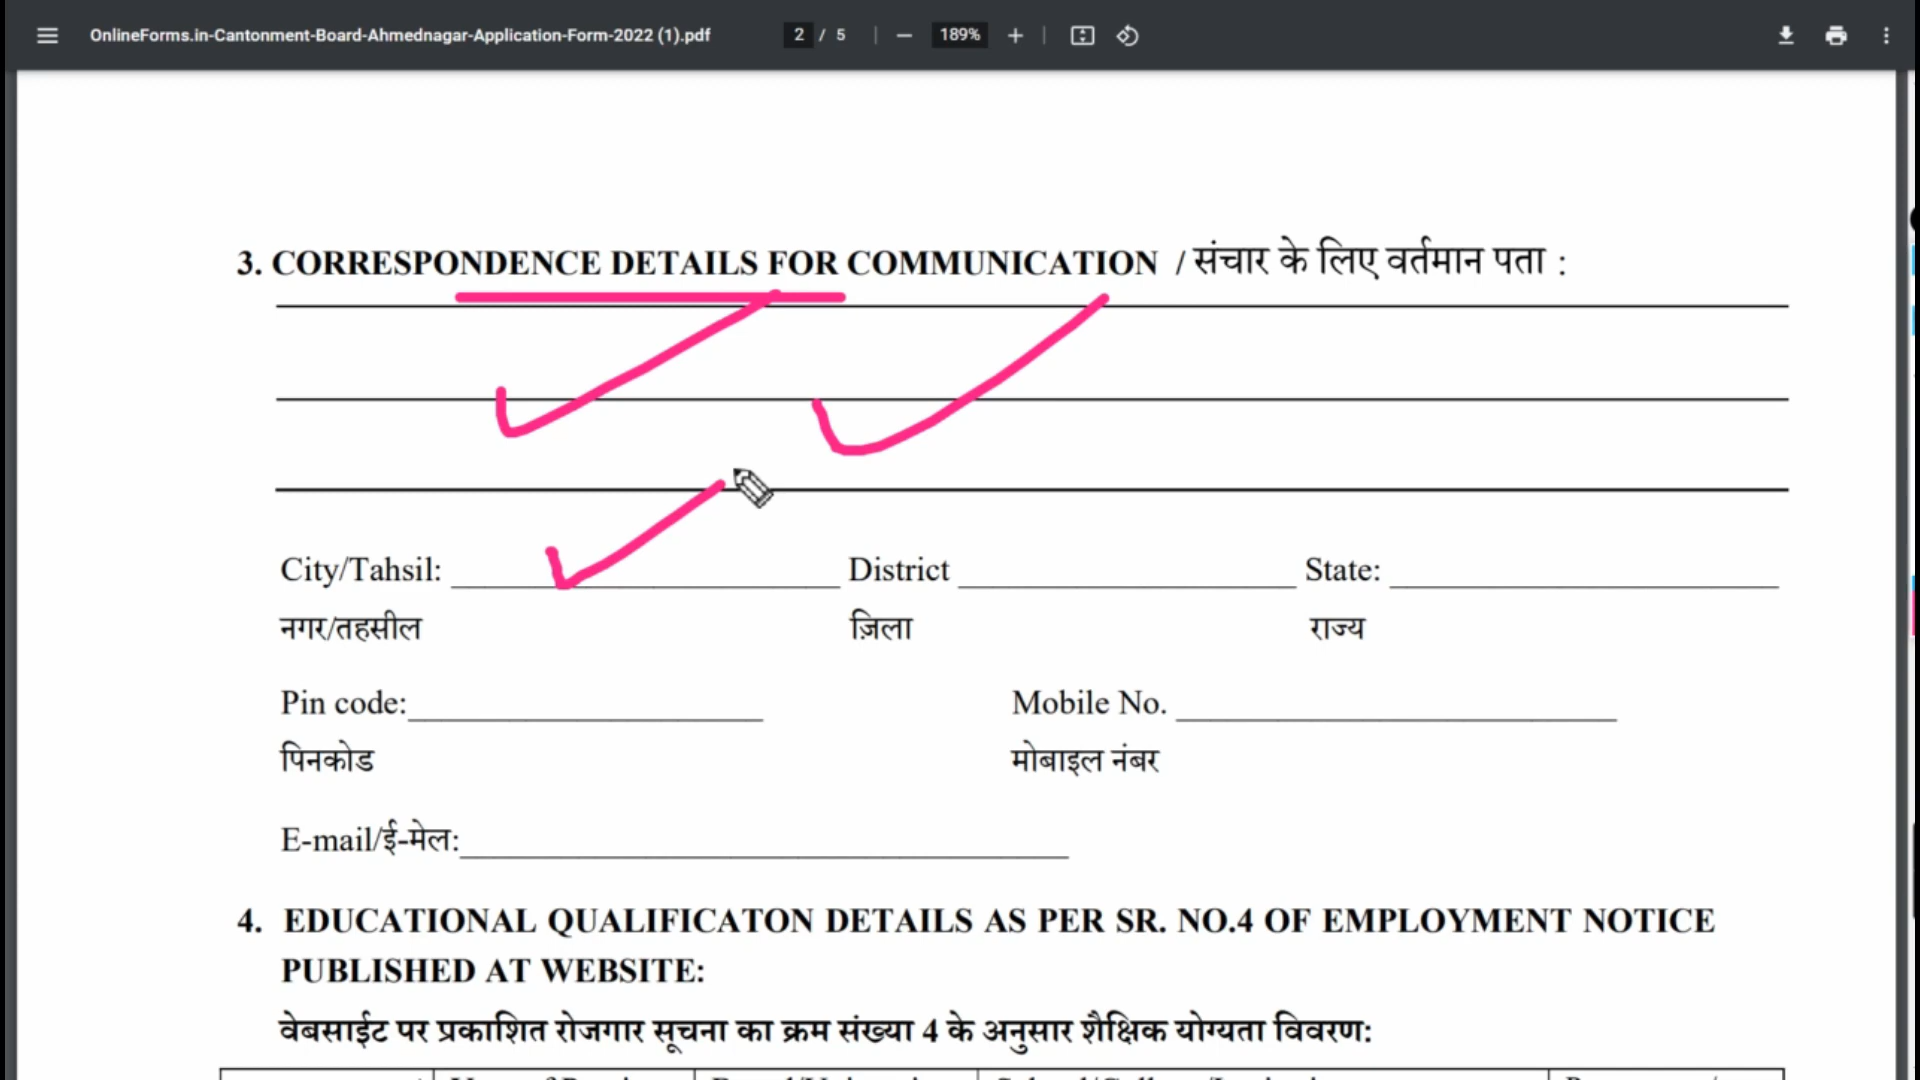 OnlineForms.in-Cantonment-Board-Ahmednagar-Application-Form-2022 (1).pdf 2 / 5 189%
3. CORRESPONDENCE DETAILS FOR COMMUNICATION / संचार के लिए वर्तमान पता :
City/Tahsil: District State:
नगर/तहसील ज़िला राज्य
Pin code: Mobile No.
पिनकोड मोबाइल नंबर
E-mail/ई-मेल:
4. EDUCATIONAL QUALIFICATON DETAILS AS PER SR. NO.4 OF EMPLOYMENT NOTICE
PUBLISHED AT WEBSITE:
वेबसाईट पर प्रकाशित रोजगार सूचना का क्रम संख्या 4 के अनुसार शैक्षिक योग्यता विवरण: